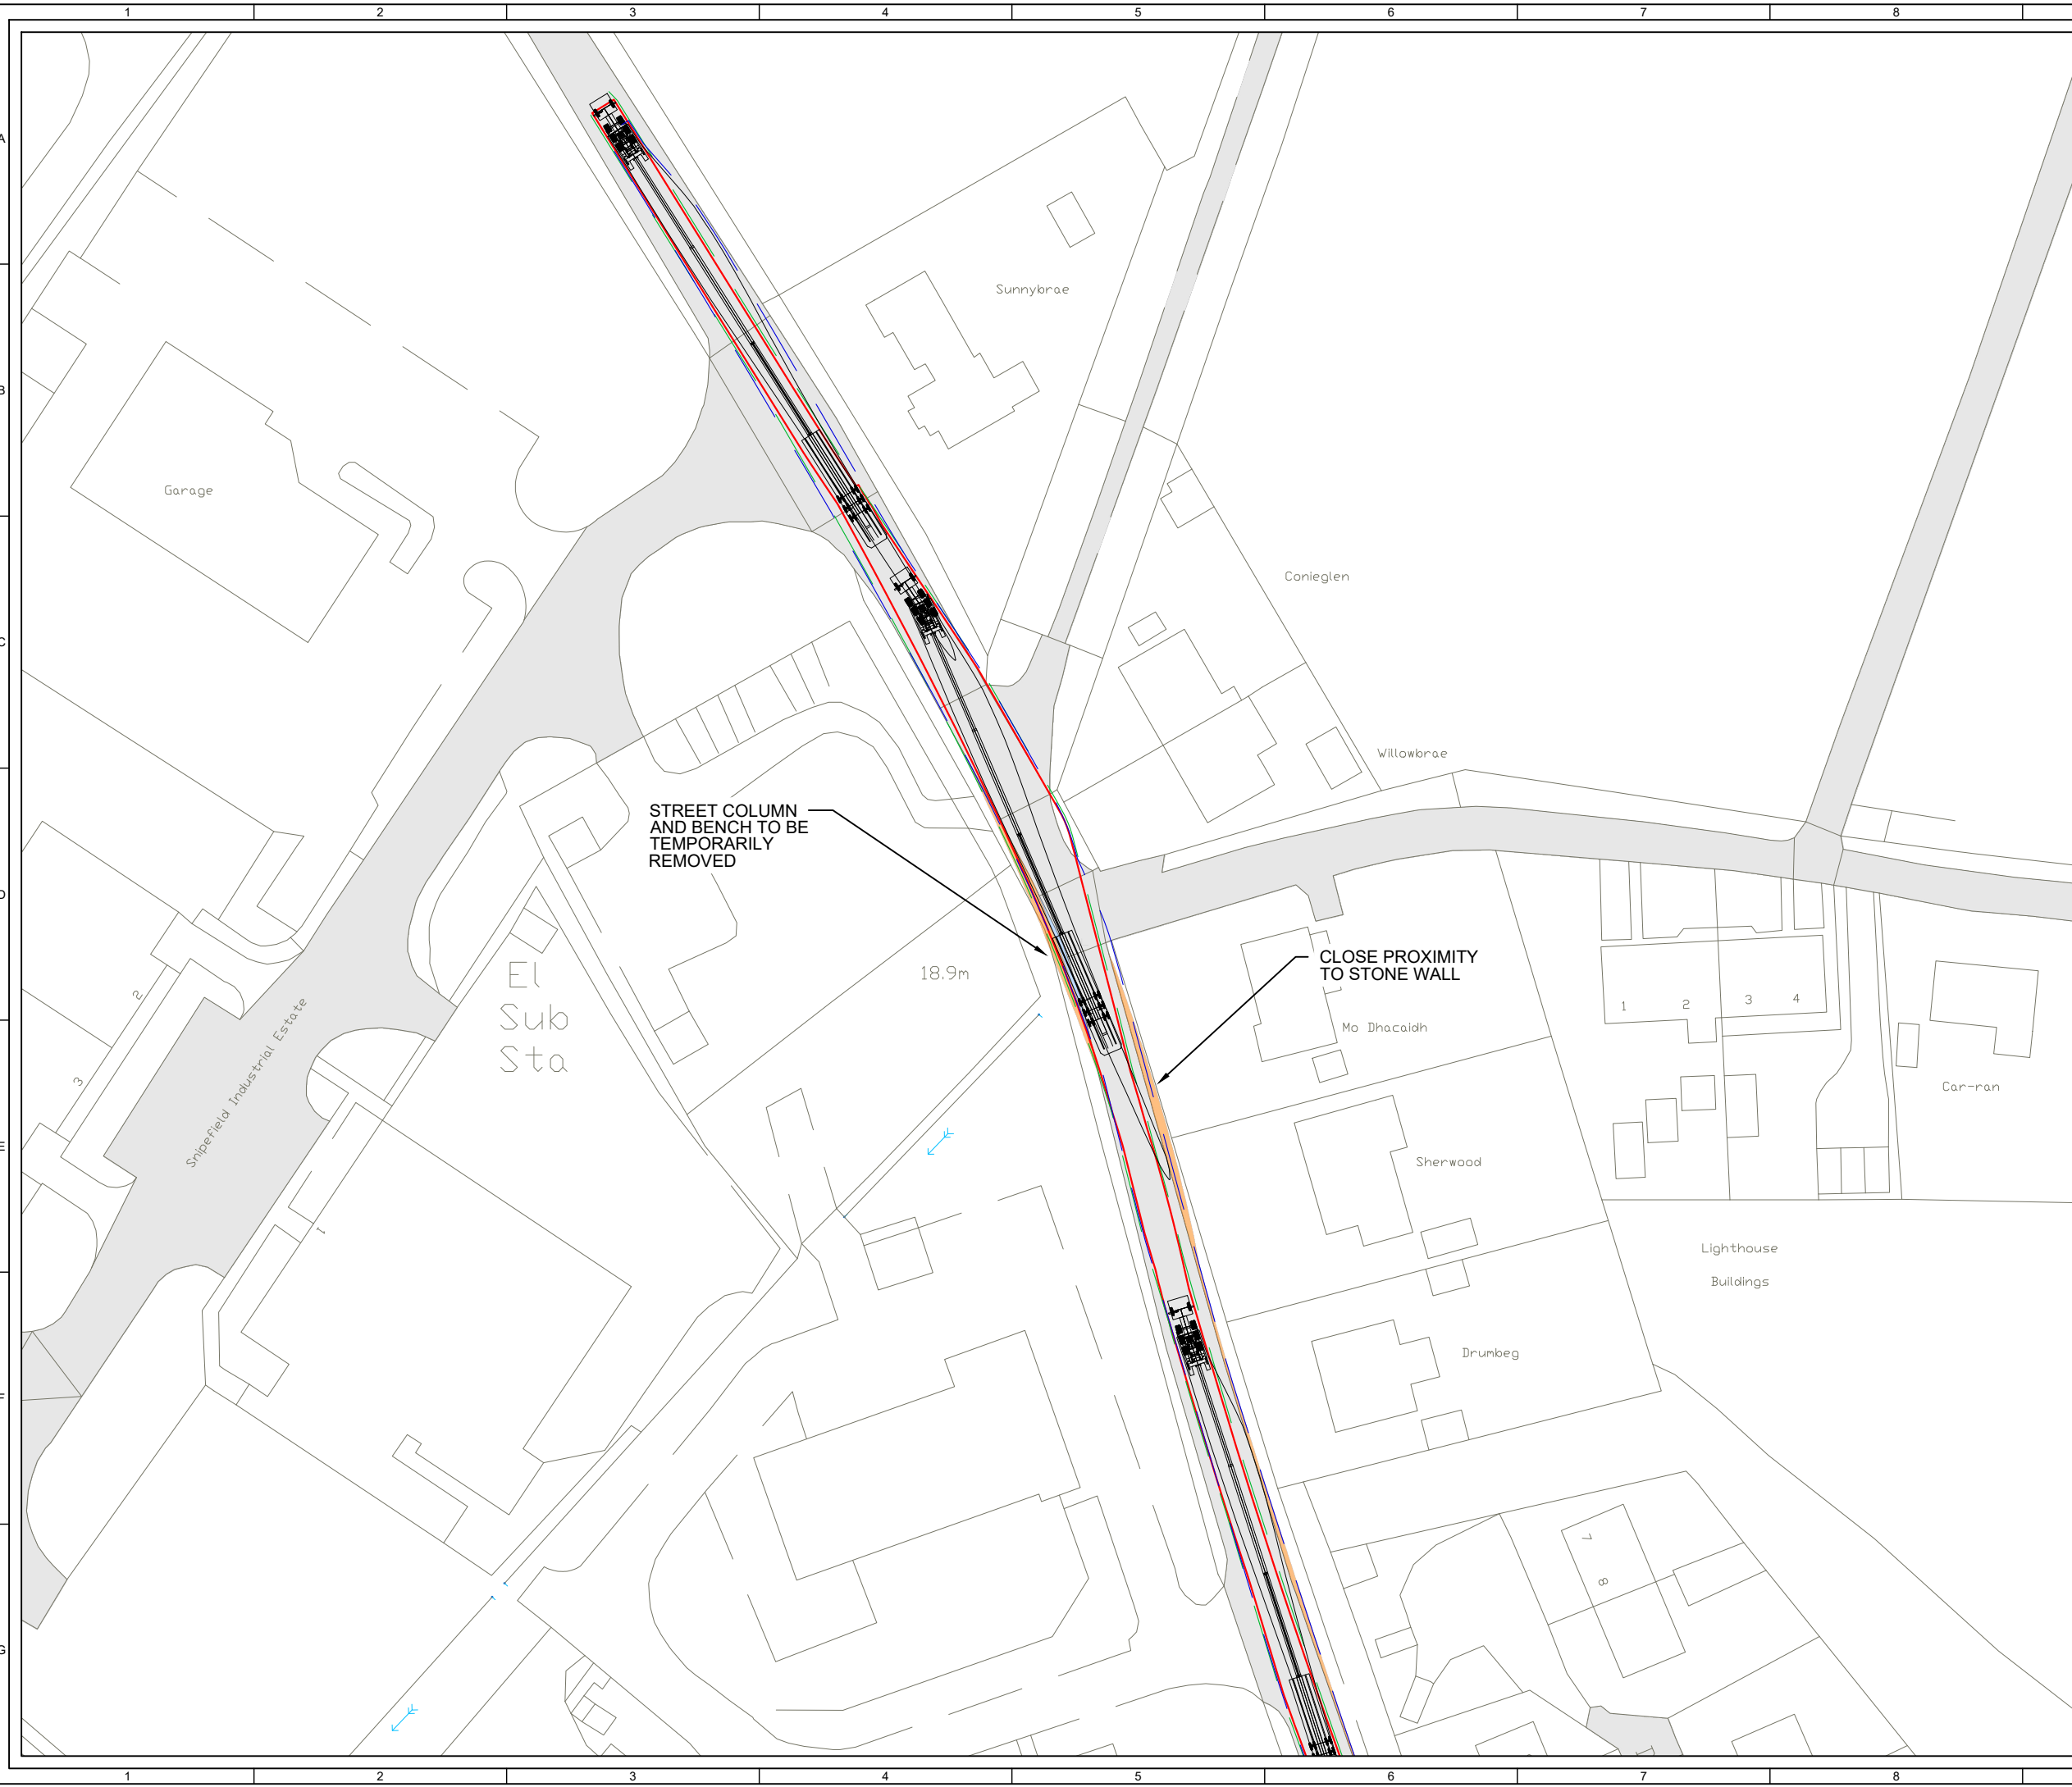 1 2 3 4 5 6 7 8
A
Sunnybrae
B
Garage
Canieglen
C
Willowbrae
STREET COLUMN
AND BENCH TO BE
TEMPORARILY
REMOVED
D
CLOSE PROXIMITY
TO STONE WALL
18.9m
El
Sub
Sta
2
1 2 3 4
Mo Dhacaidh
3
Snipefield Industrial Estate
Car-ran
E
Sherwood
1
Lighthouse
Buildings
Drumbeg
F
7
8
G
1 2 3 4 5 6 7 8